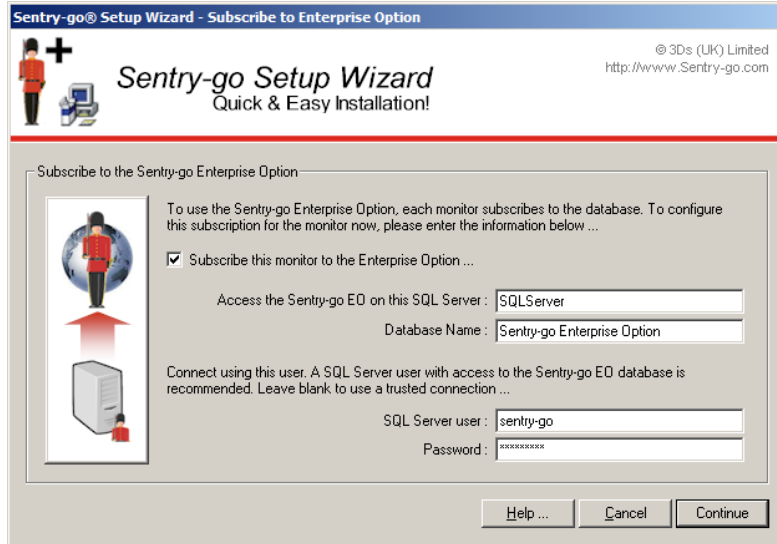 Sentry-go® Setup Wizard - Subscribe to Enterprise Option
© 3Ds (UK) Limited
http://www.Sentry-go.com
Sentry-go Setup Wizard
Quick & Easy Installation!
Subscribe to the Sentry-go Enterprise Option
To use the Sentry-go Enterprise Option, each monitor subscribes to the database. To configure
this subscription for the monitor now, please enter the information below ...
Subscribe this monitor to the Enterprise Option ...
Access the Sentry-go EO on this SQL Server : SQLServer
Database Name : Sentry-go Enterprise Option
Connect using this user. A SQL Server user with access to the Sentry-go EO database is
recommended. Leave blank to use a trusted connection ...
SQL Server user : sentry-go
Password : *********
Help ... Cancel Continue